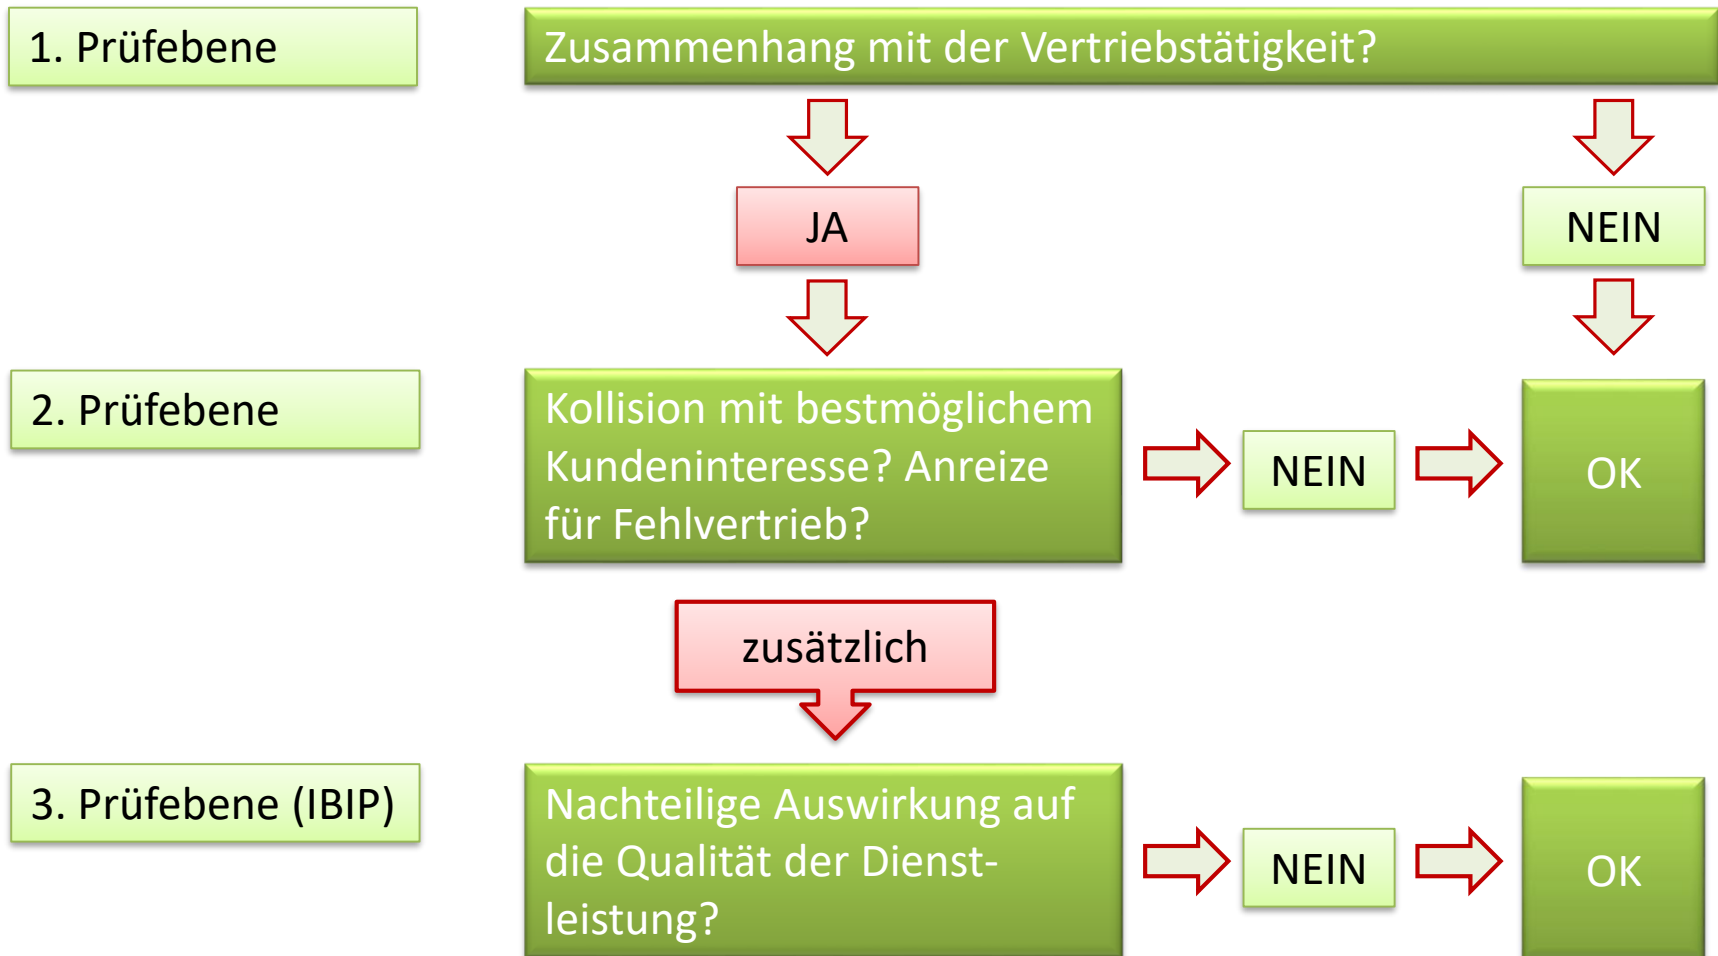 1. Prüfebene
Zusammenhang mit der Vertriebstätigkeit?
JA
NEIN
2. Prüfebene
Kollision mit bestmöglichem
Kundeninteresse? Anreize
für Fehlvertrieb?
NEIN
OK
zusätzlich
3. Prüfebene (IBIP)
Nachteilige Auswirkung auf
die Qualität der Dienst-
leistung?
NEIN
OK